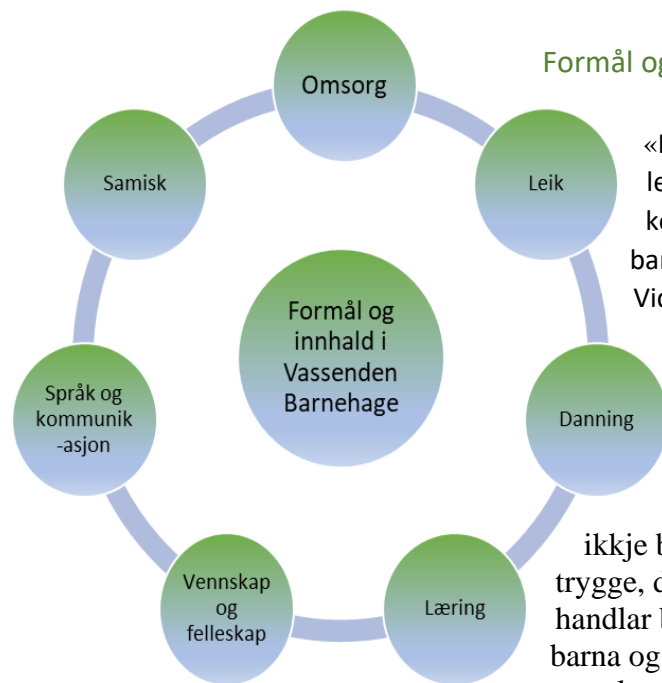 Formål og
Omsorg
Samisk
Leik
Formål og
innhald i
Vassenden
Barnehage
Språk og
kommunik
-asjon
Danning
Vennskap
og
felleskap
Læring
ikkje
trygge,
handlar
barna og